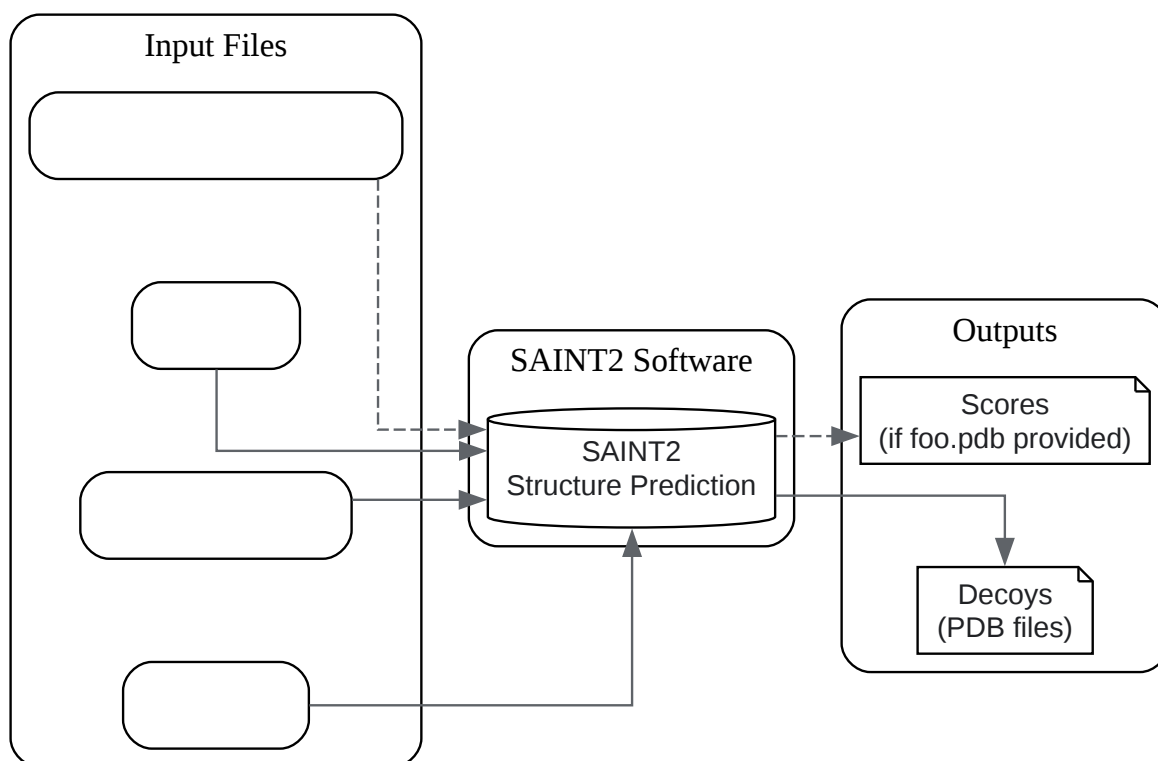 Input Files
SAINT2 Software
SAINT2
Structure Prediction
Outputs
Scores
(if foo.pdb provided)
Decoys
(PDB files)